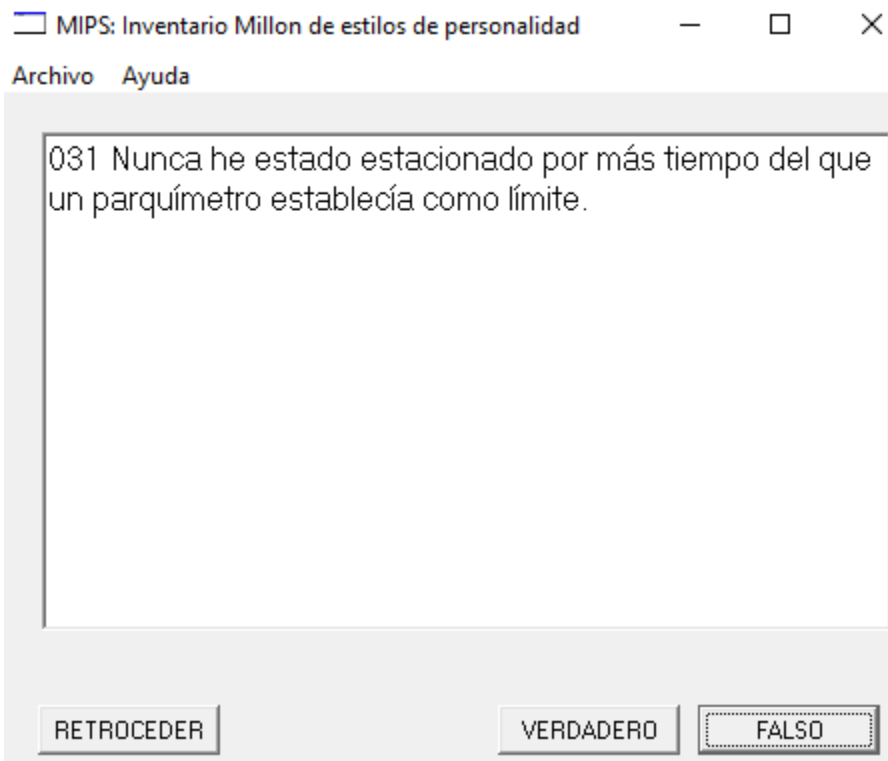 MIPS: Inventario Millon de estilos de personalidad
Archivo Ayuda
031 Nunca he estado estacionado por más tiempo del que
un parquímetro establecía como límite.
RETROCEDER VERDADERO FALSO